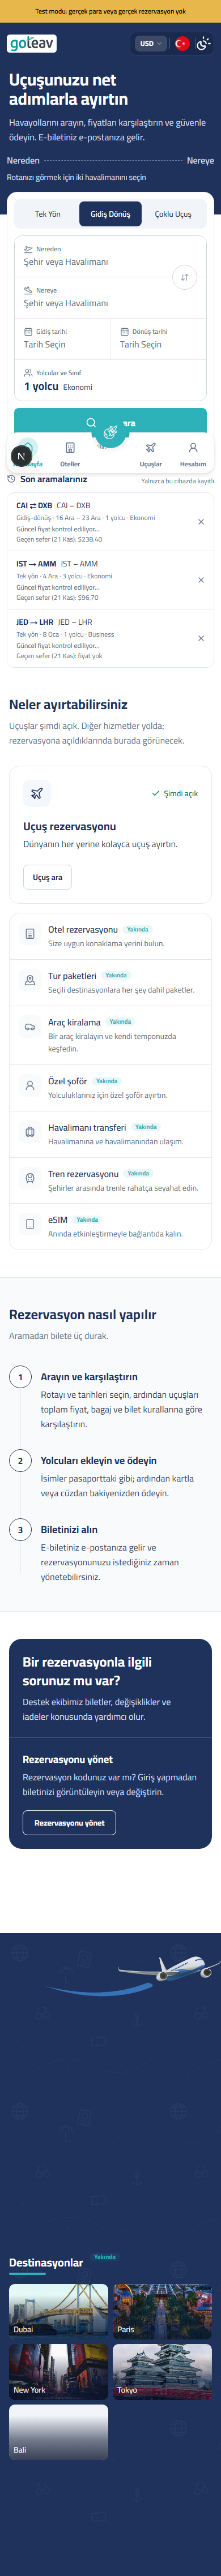 Test modu: gerçek para veya gerçek rezervasyon yok
goteav
USD
Uçuşunuzu net
adımlarla ayırtın
Havayollarını arayın, fiyatları karşılaştırın ve güvenle
ödeyin. E-biletiniz e-postanıza gelir.
Nereden
Nereye
Rotanızı görmek için iki havalimanını seçin
Tek Yön
Gidiş Dönüş
Çoklu Uçuş
Nereden
Şehir veya Havalimanı
Nereye
Şehir veya Havalimanı
Gidiş tarihi
Tarih Seçin
Dönüş tarihi
Tarih Seçin
Yolcular ve Sınıf
1 yolcu Ekonomi
ara
N
Oteller
Uçuşlar
Hesabım
Son aramalarınız
Yalnızca bu cihazda kayıtlı
CAI ⇄ DXB CAI – DXB
Gidiş-dönüş · 16 Ara – 23 Ara · 1 yolcu · Ekonomi
Güncel fiyat kontrol ediliyor…
Geçen sefer (21 Kas): $238,40
IST → AMM IST – AMM
Tek yön · 4 Ara · 3 yolcu · Ekonomi
Güncel fiyat kontrol ediliyor…
Geçen sefer (21 Kas): $96,70
JED → LHR JED – LHR
Tek yön · 8 Oca · 1 yolcu · Business
Güncel fiyat kontrol ediliyor…
Geçen sefer (21 Kas): fiyat yok
Neler ayırtabilirsiniz
Uçuşlar şimdi açık. Diğer hizmetler yolda;
rezervasyona açıldıklarında burada görünecek.
Şimdi açık
Uçuş rezervasyonu
Dünyanın her yerine kolayca uçuş ayırtın.
Uçuş ara
Otel rezervasyonu Yakında
Size uygun konaklama yerini bulun.
Tur paketleri Yakında
Seçili destinasyonlara her şey dahil paketler.
Araç kiralama Yakında
Bir araç kiralayın ve kendi temponuzda
keşfedin.
Özel şoför Yakında
Yolculuklarınız için özel şoför ayırtın.
Havalimanı transferi Yakında
Havalimanına ve havalimanından ulaşım.
Tren rezervasyonu Yakında
Şehirler arasında trenle rahatça seyahat edin.
eSIM Yakında
Anında etkinleştirmeyle bağlantıda kalın.
Rezervasyon nasıl yapılır
Aramadan bilete üç durak.
1
Arayın ve karşılaştırın
Rotayı ve tarihleri seçin, ardından uçuşları
toplam fiyat, bagaj ve bilet kurallarına göre
karşılaştırın.
2
Yolcuları ekleyin ve ödeyin
İsimler pasaporttaki gibi; ardından kartla
veya cüzdan bakiyenizden ödeyin.
3
Biletinizi alın
E-biletiniz e-postanıza gelir ve
rezervasyonunuzu istediğiniz zaman
yönetebilirsiniz.
Bir rezervasyonla ilgili
sorunuz mu var?
Destek ekibimiz biletler, değişiklikler ve
iadeler konusunda yardımcı olur.
Rezervasyonu yönet
Rezervasyon kodunuz var mı? Giriş yapmadan
biletinizi görüntüleyin veya değiştirin.
Rezervasyonu yönet
Destinasyonlar Yakında
Dubai
Paris
New York
Tokyo
Bali